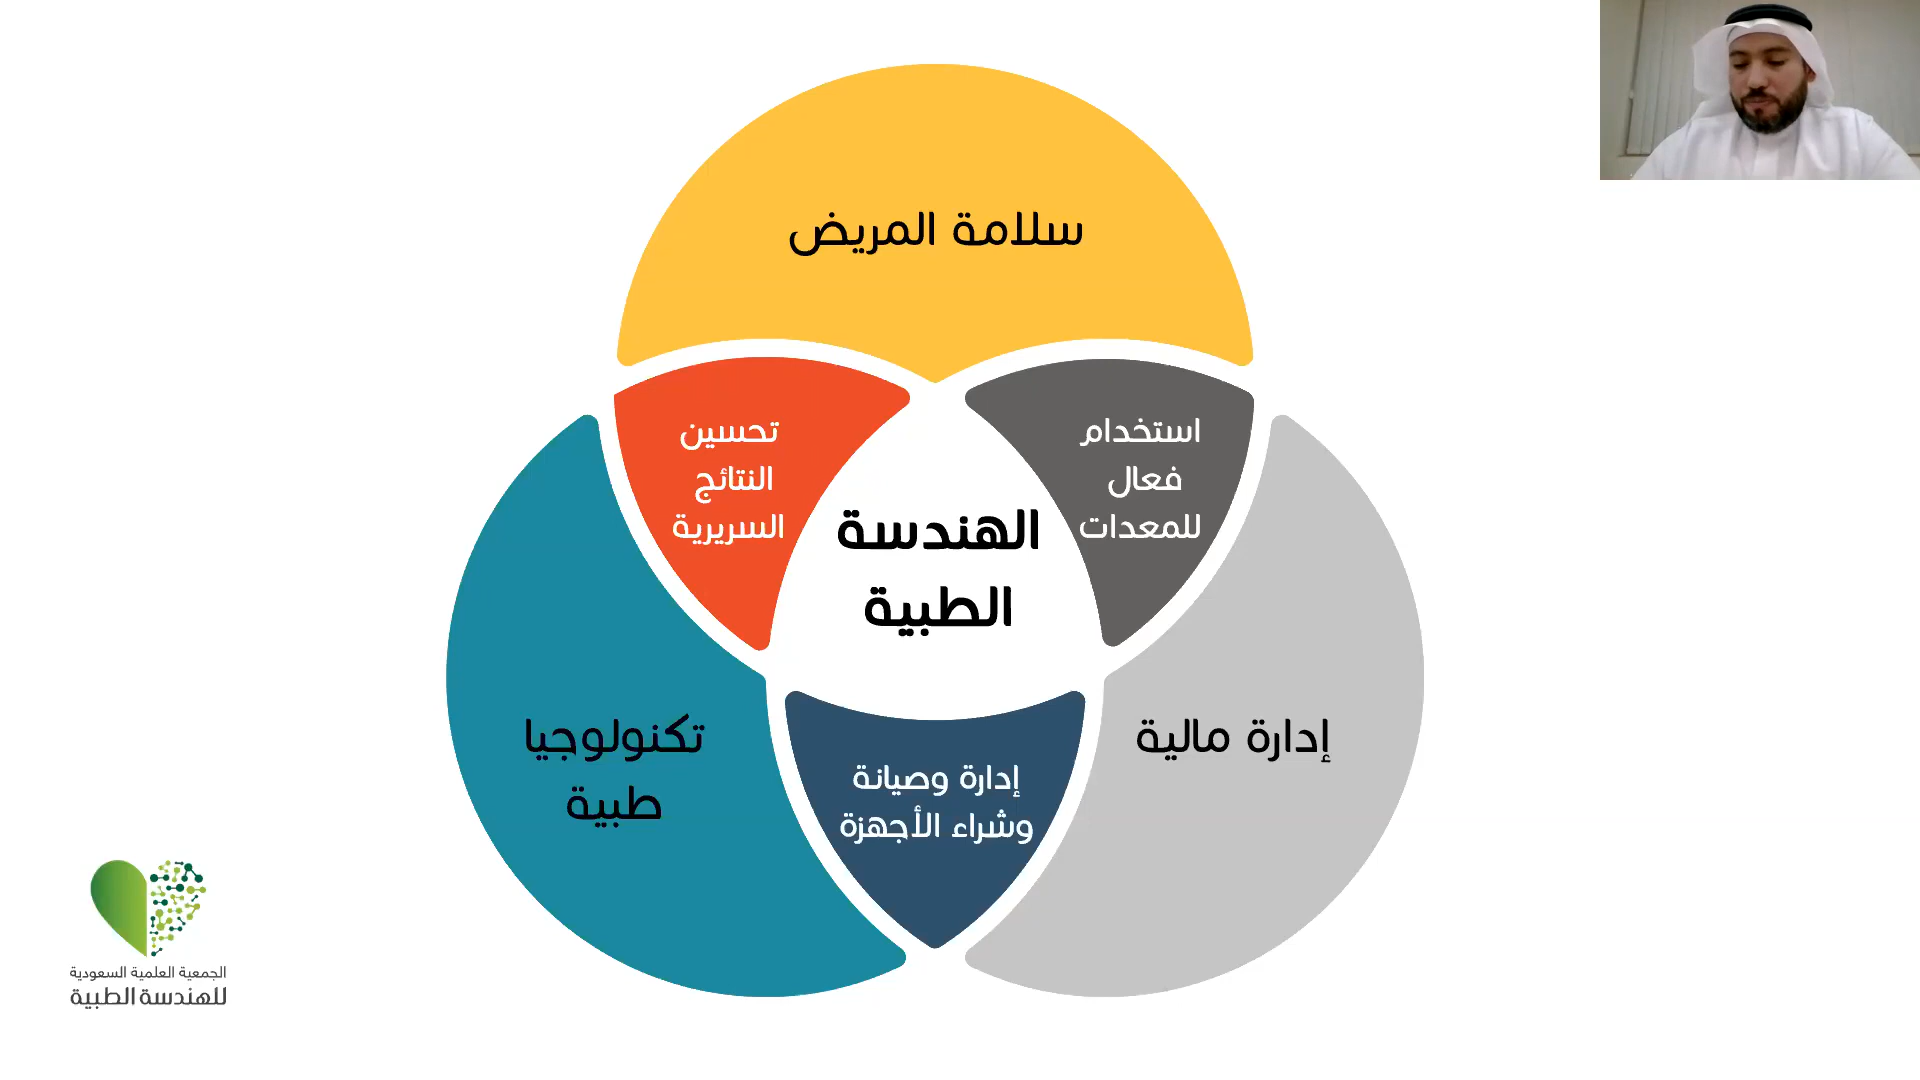 سلامة المريض
استخدام
فعال
للمعدات
تحسين
النتائج
السريرية
الهندسة
الطبية
إدارة مالية
تكنولوجيا
طبية
إدارة وصيانة
وشراء الأجهزة
الجمعية العلمية السعودية
للهندسة الطبية